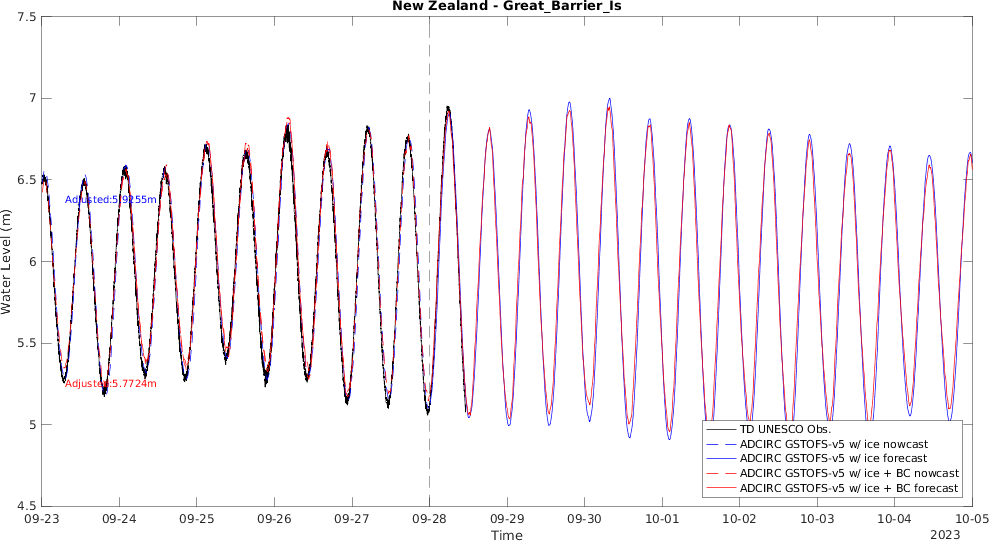 New Zealand - Great_Barrier_Is
7.5
7
6.5
6
5.5
5
4.5
Water Level (m)
Adjusted:5.9255m
Adjusted:5.7724m
TD UNESCO Obs.
ADCIRC GSTOFS-v5 w/ ice nowcast
ADCIRC GSTOFS-v5 w/ ice forecast
ADCIRC GSTOFS-v5 w/ ice + BC nowcast
ADCIRC GSTOFS-v5 w/ ice + BC forecast
09-23 09-24 09-25 09-26 09-27 09-28 09-29 09-30 10-01 10-02 10-03 10-04 10-05
Time
2023